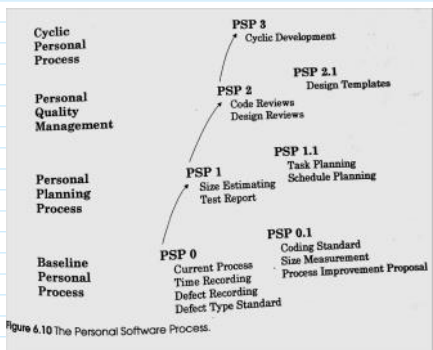 Cyclic
Personal
Process
PSP 3
Cyclic Development
Personal
Quality
Management
PSP 2
Code Reviews
Design Reviews
PSP 2.1
Design Templates
Personal
Planning
Process
PSP 1
Size Estimating
Test Report
PSP 1.1
Task Planning
Schedule Planning
Baseline
Personal
Process
PSP 0
Current Process
Time Recording
Defect Recording
Defect Type Standard
PSP 0.1
Coding Standard
Size Measurement
Process Improvement Proposal
Figure 6.10 The Personal Software Process.